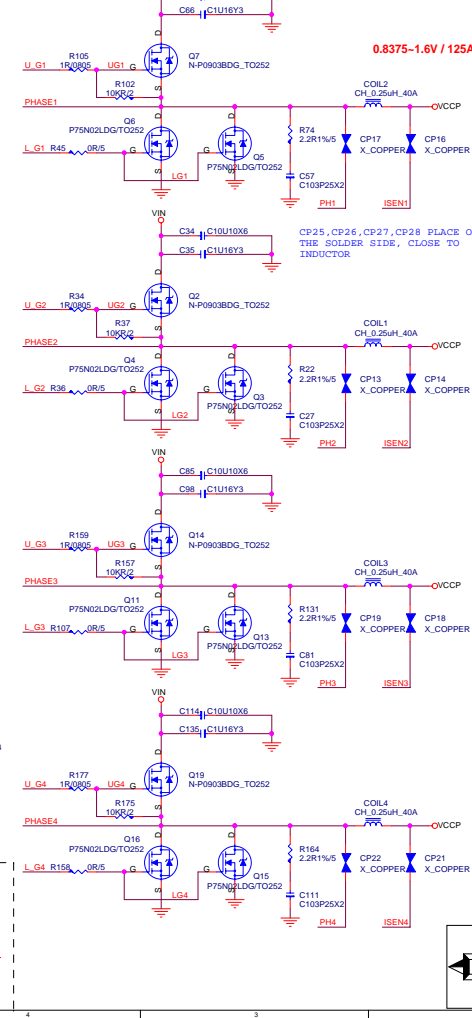 C66 C1U16Y3
0.8375~1.6V / 125A
R105
U_G1 1R/0805 UG1 G D S
Q7
N-P0903BDG_TO252
R102
10KR/2
PHASE1
COIL2
CH_0.25uH_40A
VCCP
Q6
P75N02LDG/TO252
L_G1 R45 0R/5 G D S
LG1
G D S
Q5
P75N02LDG/TO252
R74
2.2R1%/5
C57
C103P25X2
CP17
X_COPPER
CP16
X_COPPER
PH1
ISEN1
VIN
C34 C10U10X6
C35 C1U16Y3
CP25,CP26,CP27,CP28 PLACE O
THE SOLDER SIDE, CLOSE TO
INDUCTOR
R34
U_G2 1R/0805 UG2 G D S
Q2
N-P0903BDG_TO252
R37
10KR/2
PHASE2
COIL1
CH_0.25uH_40A
VCCP
Q4
P75N02LDG/TO252
L_G2 R36 0R/5 G D S
LG2
G D S
Q3
P75N02LDG/TO252
R22
2.2R1%/5
C27
C103P25X2
CP13
X_COPPER
CP14
X_COPPER
PH2
ISEN2
VIN
C85 C10U10X6
C98 C1U16Y3
R159
U_G3 1R/0805 UG3 G D S
Q14
N-P0903BDG_TO252
R157
10KR/2
PHASE3
COIL3
CH_0.25uH_40A
VCCP
Q11
P75N02LDG/TO252
L_G3 R107 0R/5 G D S
LG3
G D S
Q13
P75N02LDG/TO252
R131
2.2R1%/5
C81
C103P25X2
CP19
X_COPPER
CP18
X_COPPER
PH3
ISEN3
VIN
C114 C10U10X6
C135 C1U16Y3
R177
U_G4 1R/0805 UG4 G D S
Q19
N-P0903BDG_TO252
R175
10KR/2
PHASE4
COIL4
CH_0.25uH_40A
VCCP
Q16
P75N02LDG/TO252
L_G4 R158 0R/5 G D S
LG4
G D S
Q15
P75N02LDG/TO252
R164
2.2R1%/5
C111
C103P25X2
CP22
X_COPPER
CP21
X_COPPER
PH4
ISEN4
4
3